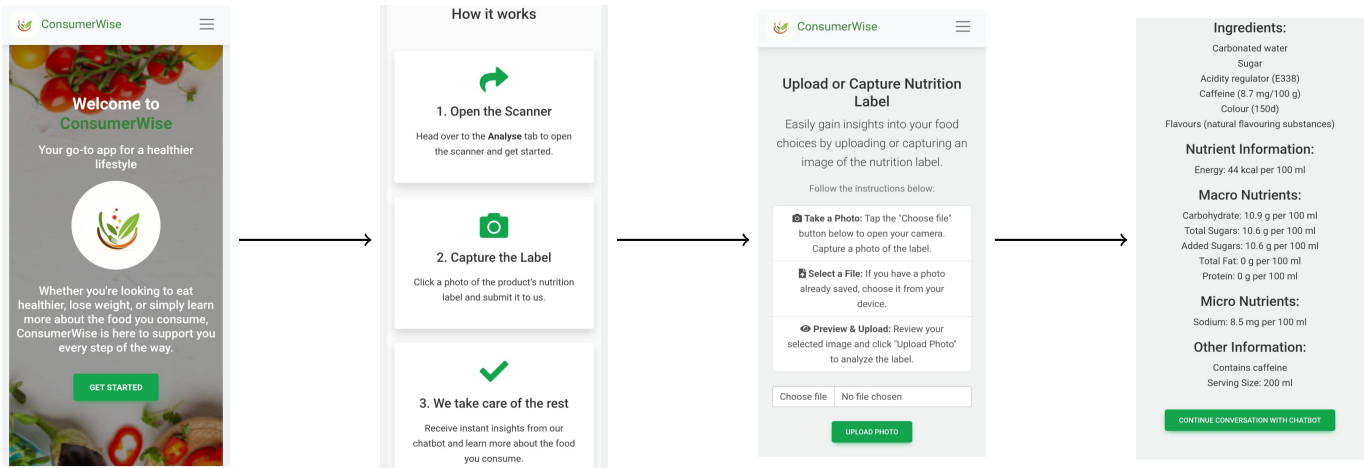 ConsumerWise
Welcome to
ConsumerWise
Your go-to app for a healthier
lifestyle
Whether you're looking to eat
healthier, lose weight, or simply learn
more about the food you consume,
ConsumerWise is here to support you
every step of the way.
GET STARTED
How it works
1. Open the Scanner
Head over to the Analyse tab to open
the scanner and get started.
2. Capture the Label
Click a photo of the product's nutrition
label and submit it to us.
3. We take care of the rest
Receive instant insights from our
chatbot and learn more about the food
you consume.
ConsumerWise
Upload or Capture Nutrition
Label
Easily gain insights into your food
choices by uploading or capturing an
image of the nutrition label.
Follow the instructions below:
Take a Photo: Tap the "Choose file"
button below to open your camera.
Capture a photo of the label.
Select a File: If you have a photo
already saved, choose it from your
device.
Preview & Upload: Review your
selected image and click "Upload Photo"
to analyze the label.
Choose file No file chosen
UPLOAD PHOTO
Ingredients:
Carbonated water
Sugar
Acidity regulator (E338)
Caffeine (8.7 mg/100 g)
Colour (150d)
Flavours (natural flavouring substances)
Nutrient Information:
Energy: 44 kcal per 100 ml
Macro Nutrients:
Carbohydrate: 10.9 g per 100 ml
Total Sugars: 10.6 g per 100 ml
Added Sugars: 10.6 g per 100 ml
Total Fat: 0 g per 100 ml
Protein: 0 g per 100 ml
Micro Nutrients:
Sodium: 8.5 mg per 100 ml
Other Information:
Contains caffeine
Serving Size: 200 ml
CONTINUE CONVERSATION WITH CHATBOT